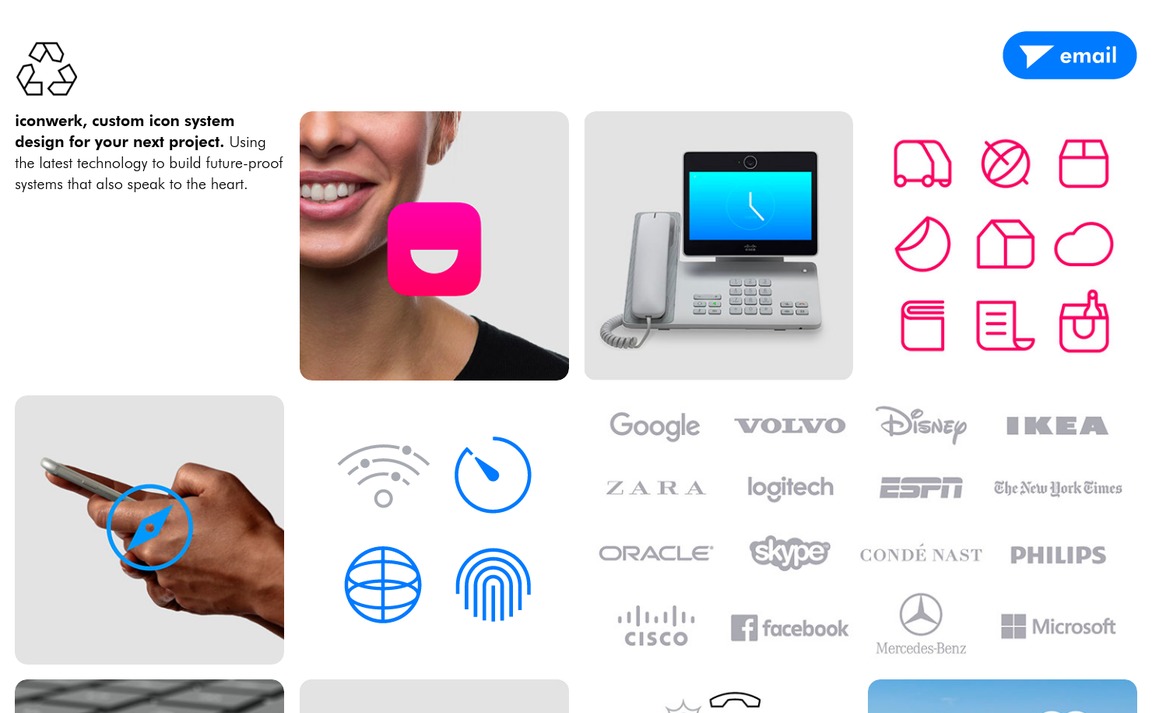 email
iconwerk, custom icon system
design for your next project. Using
the latest technology to build future-proof
systems that also speak to the heart.
Google VOLVO Disney IKEA
ZARA logitech ESPN The New York Times
ORACLE skype CONDÉ NAST PHILIPS
CISCO facebook Mercedes-Benz Microsoft